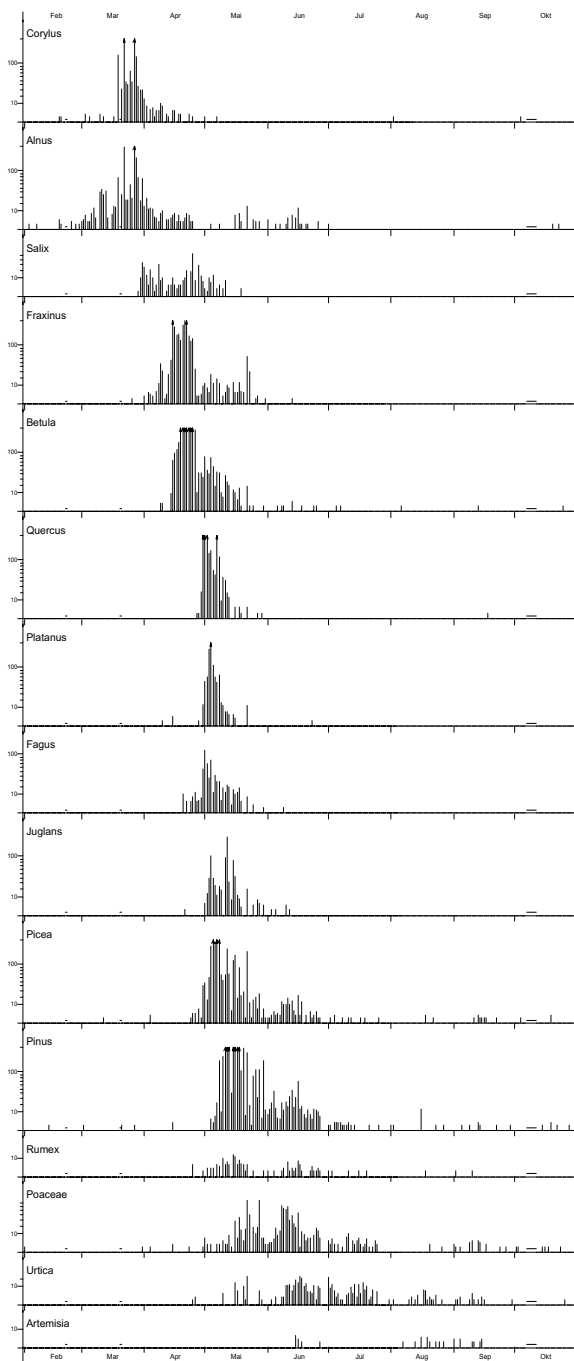 Feb Mar Apr Mai Jun Jul Aug Sep Okt
Corylus
100
10
Alnus
100
10
Salix
10
Fraxinus
100
10
Betula
100
10
Quercus
100
10
Platanus
100
10
Fagus
100
10
Juglans
100
10
Picea
100
10
Pinus
100
10
Rumex
10
Poaceae
10
Urtica
10
Artemisia
10
Feb Mar Apr Mai Jun Jul Aug Sep Okt